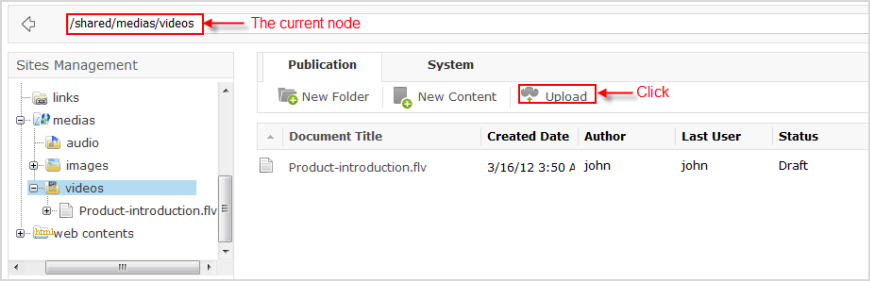 /shared/medias/videos The current node
Sites Management
links
medias
audio
images
videos
Product-introduction.flv
web contents
Publication System
New Folder New Content Upload Click
Document Title Created Date Author Last User Status
Product-introduction.flv 3/16/12 3:50 A john john Draft